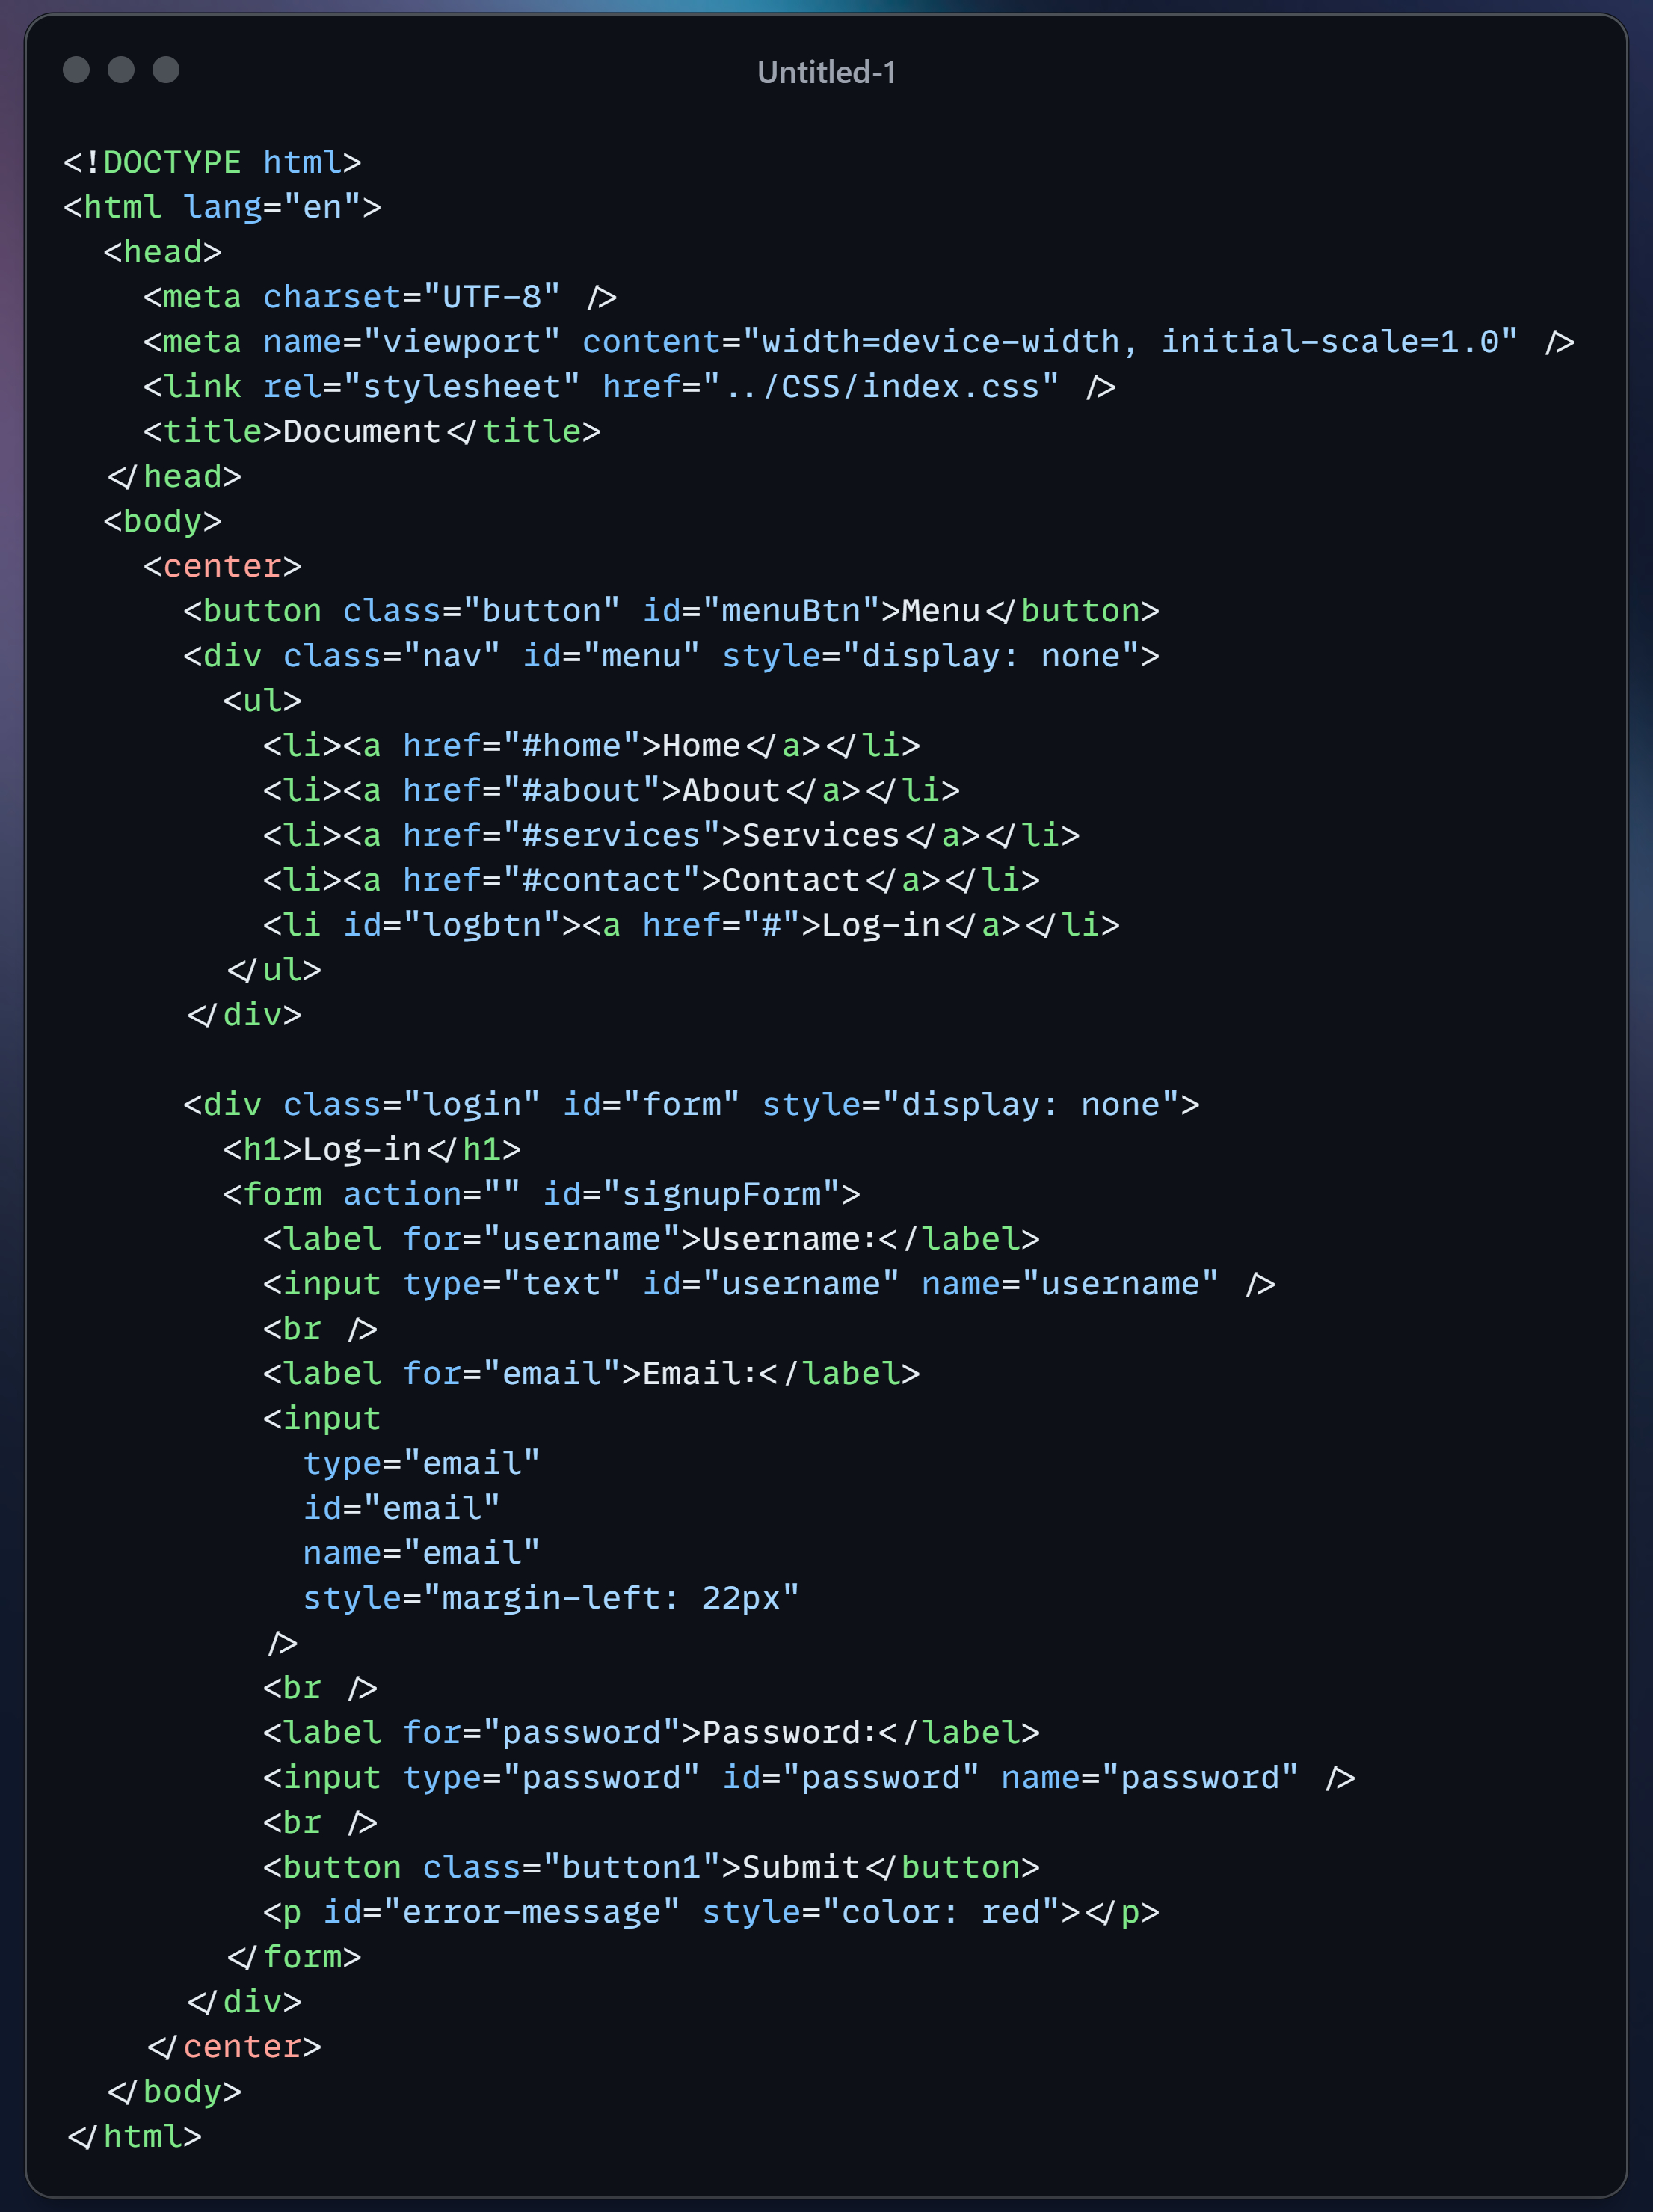 Untitled-1
<!DOCTYPE html>
<html lang="en">
  <head>
    <meta charset="UTF-8" />
    <meta name="viewport" content="width=device-width, initial-scale=1.0" />
    <link rel="stylesheet" href="../CSS/index.css" />
    <title>Document</title>
  </head>
  <body>
    <center>
      <button class="button" id="menuBtn">Menu</button>
      <div class="nav" id="menu" style="display: none">
        <ul>
          <li><a href="#home">Home</a></li>
          <li><a href="#about">About</a></li>
          <li><a href="#services">Services</a></li>
          <li><a href="#contact">Contact</a></li>
          <li id="logbtn"><a href="#">Log-in</a></li>
        </ul>
      </div>

      <div class="login" id="form" style="display: none">
        <h1>Log-in</h1>
        <form action="" id="signupForm">
          <label for="username">Username:</label>
          <input type="text" id="username" name="username" />
          <br />
          <label for="email">Email:</label>
          <input
            type="email"
            id="email"
            name="email"
            style="margin-left: 22px"
          />
          <br />
          <label for="password">Password:</label>
          <input type="password" id="password" name="password" />
          <br />
          <button class="button1">Submit</button>
          <p id="error-message" style="color: red"></p>
        </form>
      </div>
    </center>
  </body>
</html>